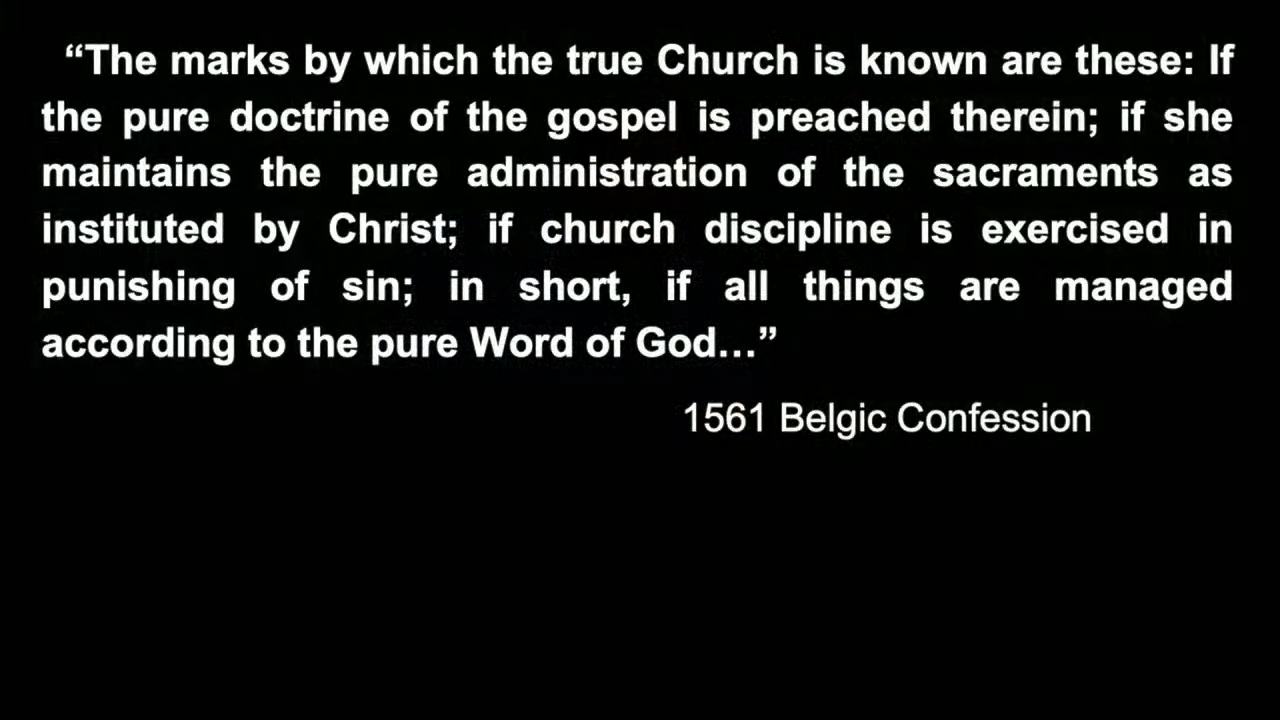 “The marks by which the true Church is known are these: If
the pure doctrine of the gospel is preached therein; if she
maintains the pure administration of the sacraments as
instituted by Christ; if church discipline is exercised in
punishing of sin; in short, if all things are managed
according to the pure Word of God…”
1561 Belgic Confession